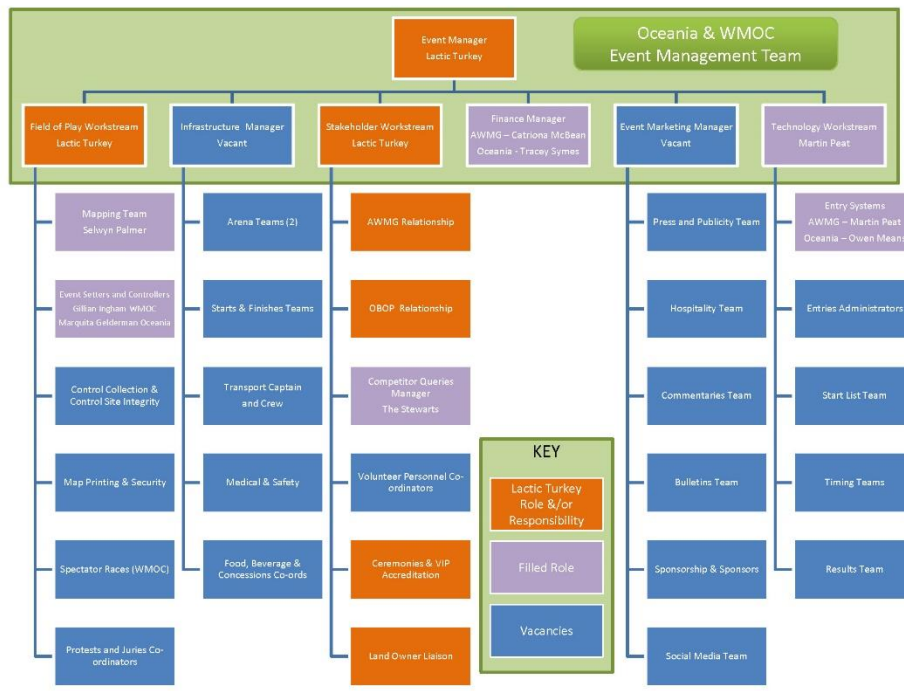 Oceania & WMOC
Event Management Team
Event Manager
Lactic Turkey
Field of Play Workstream
Lactic Turkey
Infrastructure Manager
Vacant
Stakeholder Workstream
Lactic Turkey
Finance Manager
AWMG – Catriona McBean
Oceania - Tracey Symes
Event Marketing Manager
Vacant
Technology Workstream
Martin Peat
Mapping Team
Selwyn Palmer
Arena Teams (2)
AWMG Relationship
Press and Publicity Team
Entry Systems
AWMG – Martin Peat
Oceania – Owen Means
Event Setters and Controllers
Gillian Ingham WMOC
Marquita Gelderman Oceania
Starts & Finishes Teams
OBOP Relationship
Hospitality Team
Entries Administrators
Control Collection &
Control Site Integrity
Transport Captain
and Crew
Competitor Queries
Manager
The Stewarts
Commentaries Team
Start List Team
Map Printing & Security
Medical & Safety
Volunteer Personnel Co-
ordinators
Bulletins Team
Timing Teams
Spectator Races (WMOC)
Food, Beverage &
Concessions Co-ords
Ceremonies & VIP
Accreditation
Sponsorship & Sponsors
Results Team
Protests and Juries Co-
ordinators
Land Owner Liaison
Social Media Team
KEY
Lactic Turkey
Role &/or
Responsibility
Filled Role
Vacancies